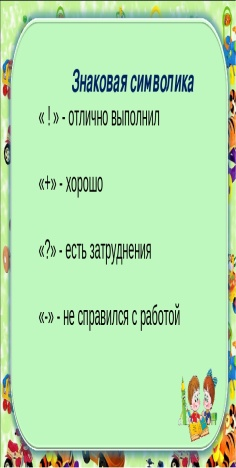 Знаковая символика
« ! » - отлично выполнил
«+» - хорошо
«?» - есть затруднения
«-» - не справился с работой